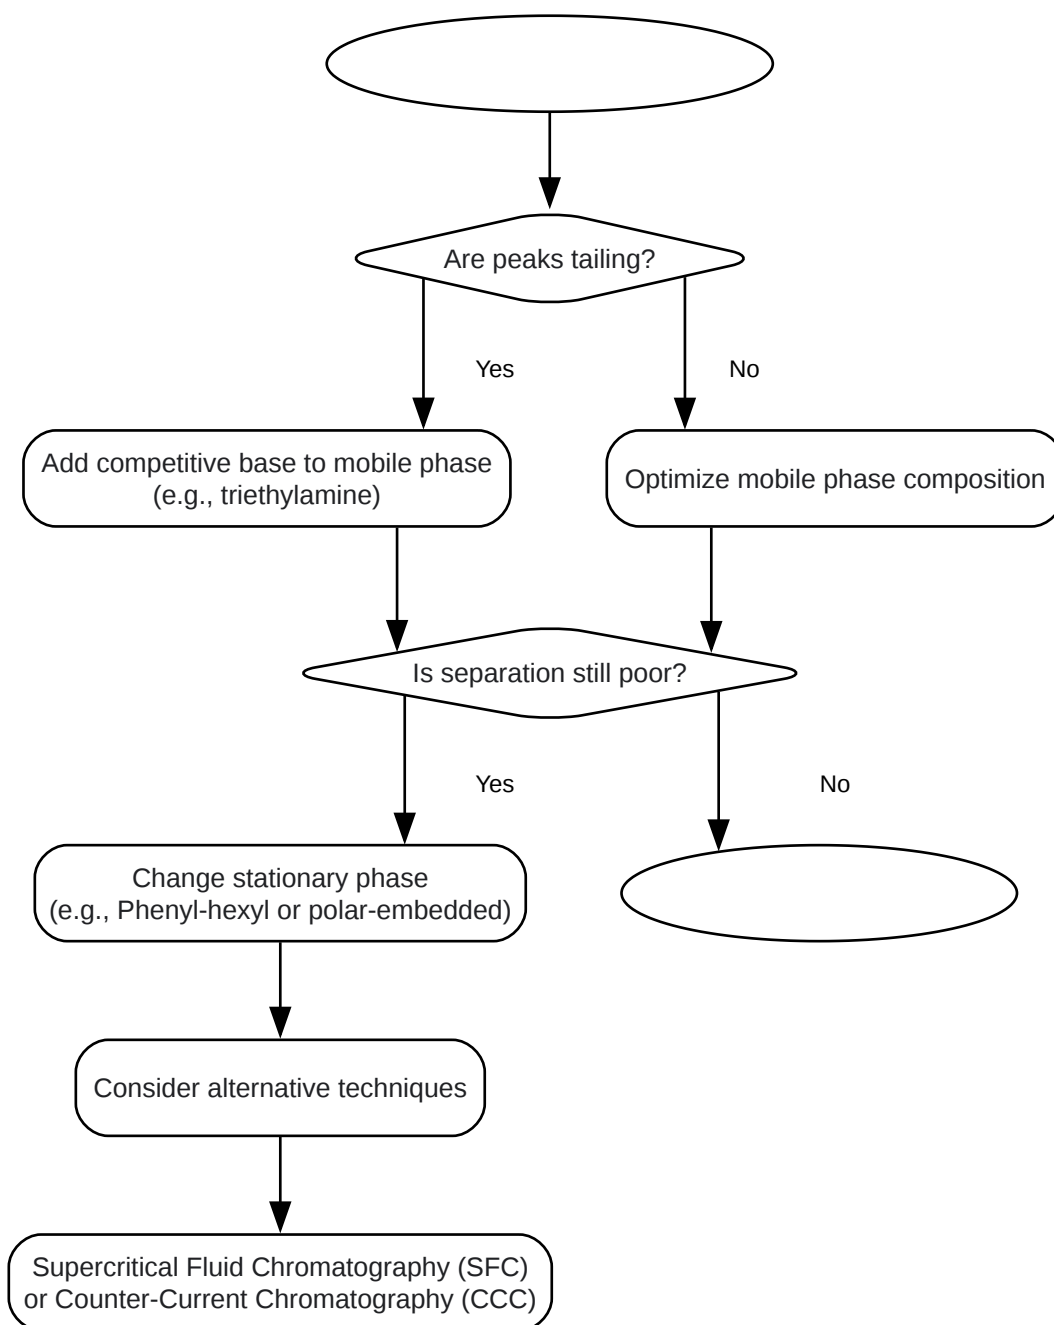 Are peaks tailing?
Yes
No
Add competitive base to mobile phase
(e.g., triethylamine)
Optimize mobile phase composition
Is separation still poor?
Yes
No
Change stationary phase
(e.g., Phenyl-hexyl or polar-embedded)
Consider alternative techniques
Supercritical Fluid Chromatography (SFC)
or Counter-Current Chromatography (CCC)